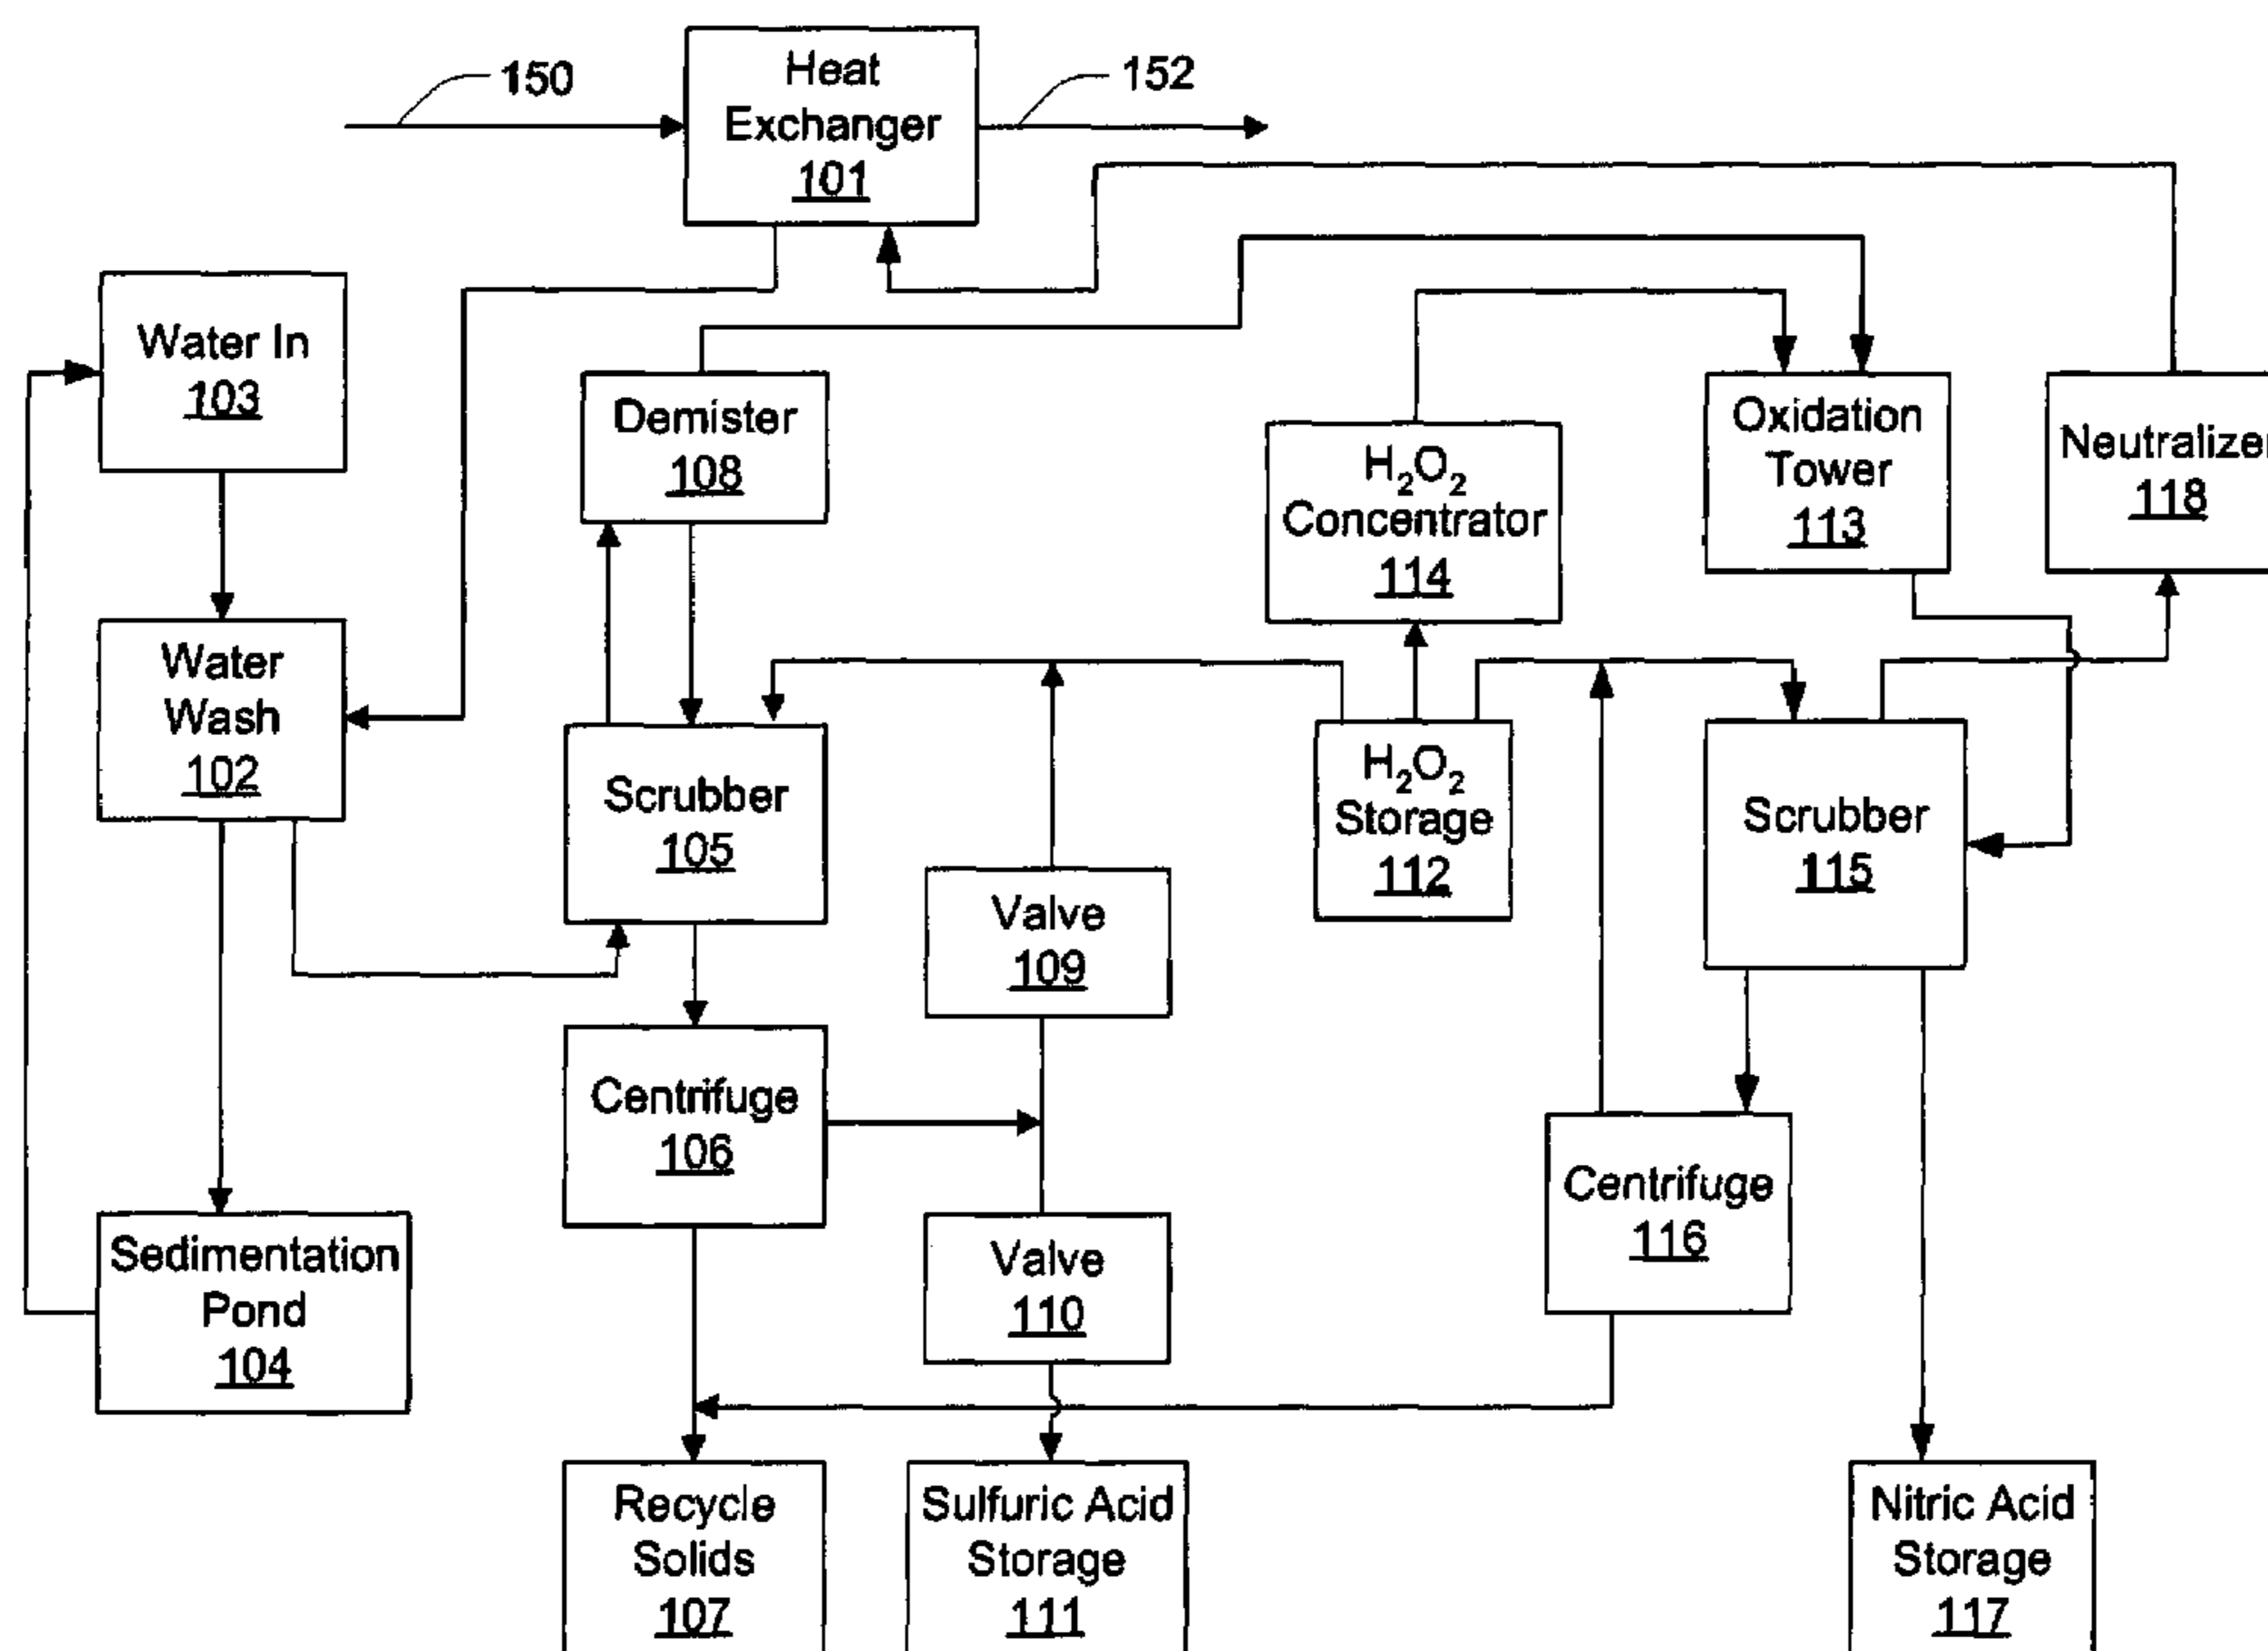 150
Heat
Exchanger
101
152
Water In
103
Demister
108
H₂O₂
Concentrator
114
Oxidation
Tower
113
Neutralizer
118
Water
Wash
102
Scrubber
105
Valve
109
H₂O₂
Storage
112
Scrubber
115
Centrifuge
106
Valve
110
Centrifuge
116
Sedimentation
Pond
104
Recycle
Solids
107
Sulfuric Acid
Storage
111
Nitric Acid
Storage
117